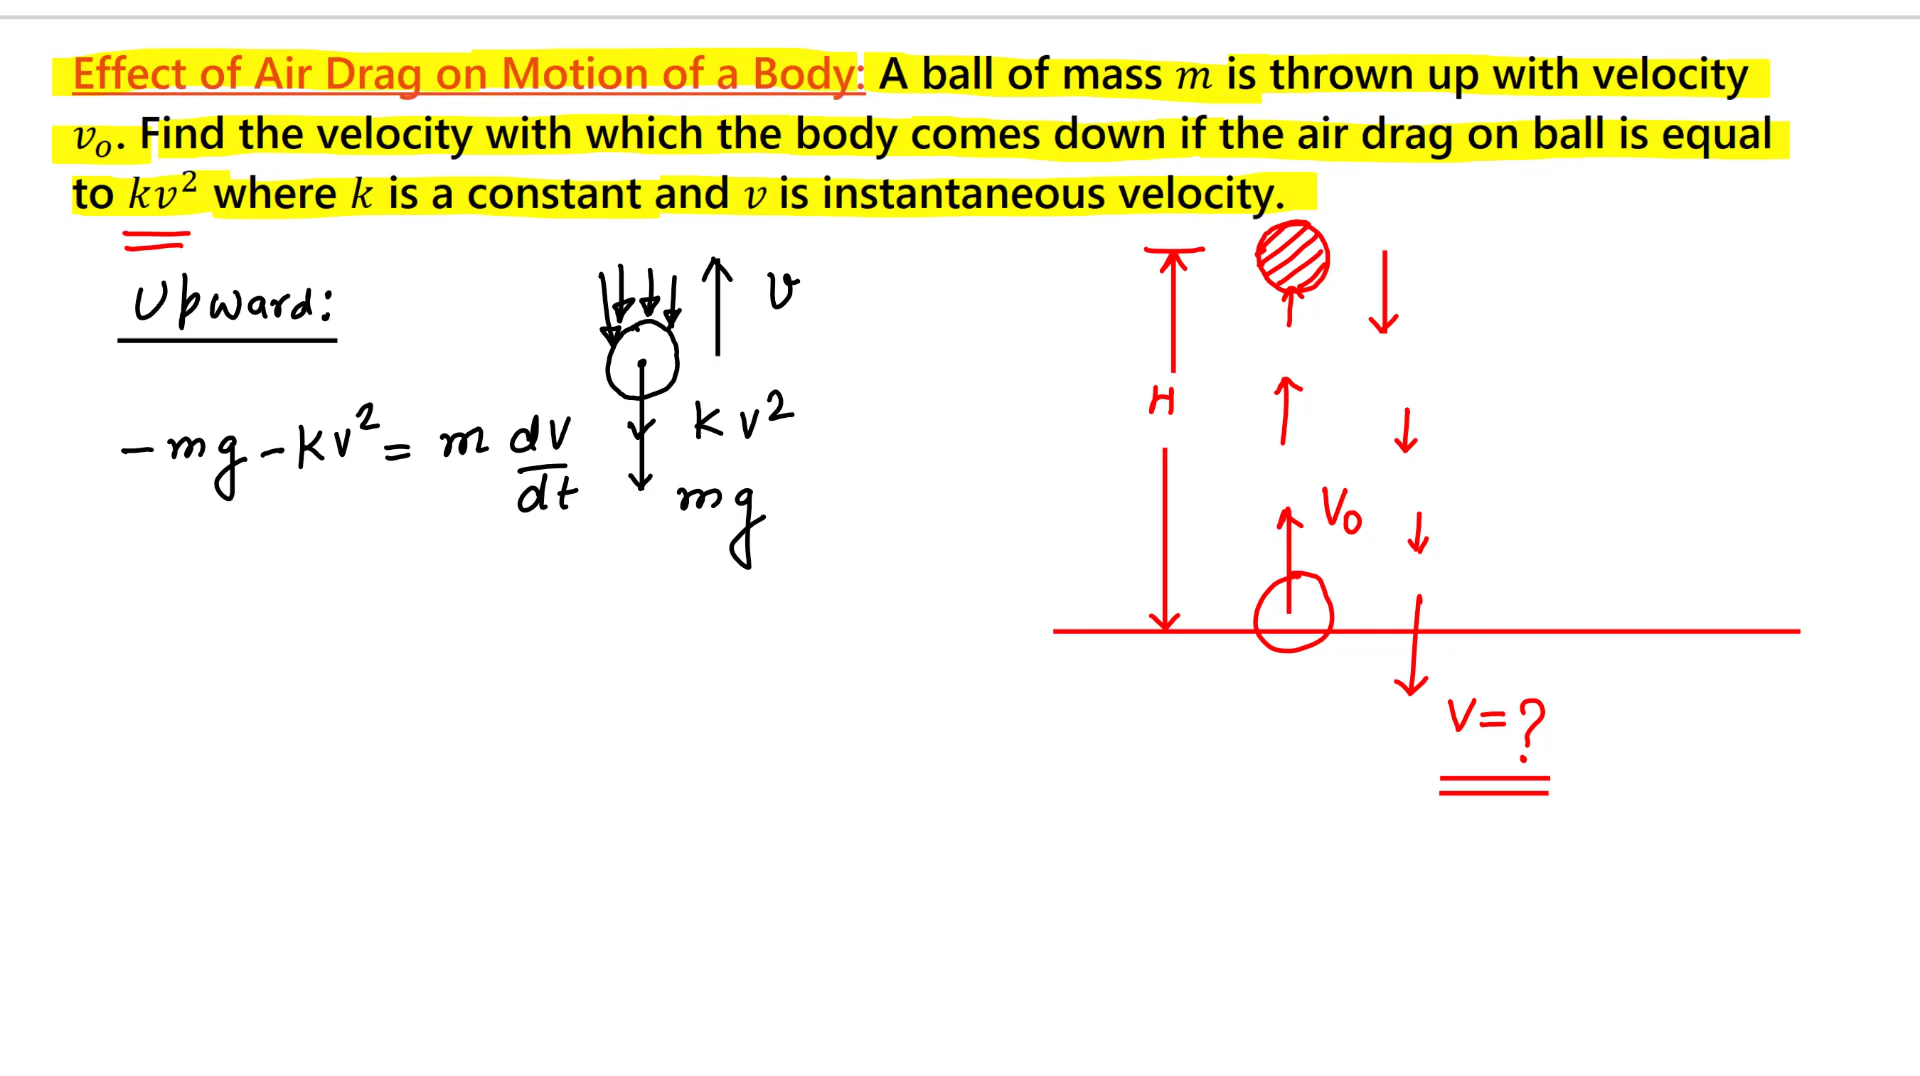 Effect of Air Drag on Motion of a Body: A ball of mass m is thrown up with velocity
v₀. Find the velocity with which the body comes down if the air drag on ball is equal
to kv² where k is a constant and v is instantaneous velocity.
Upward:
v
-mg - kv² = m dv/dt
kv²
mg
H
V₀
V=?